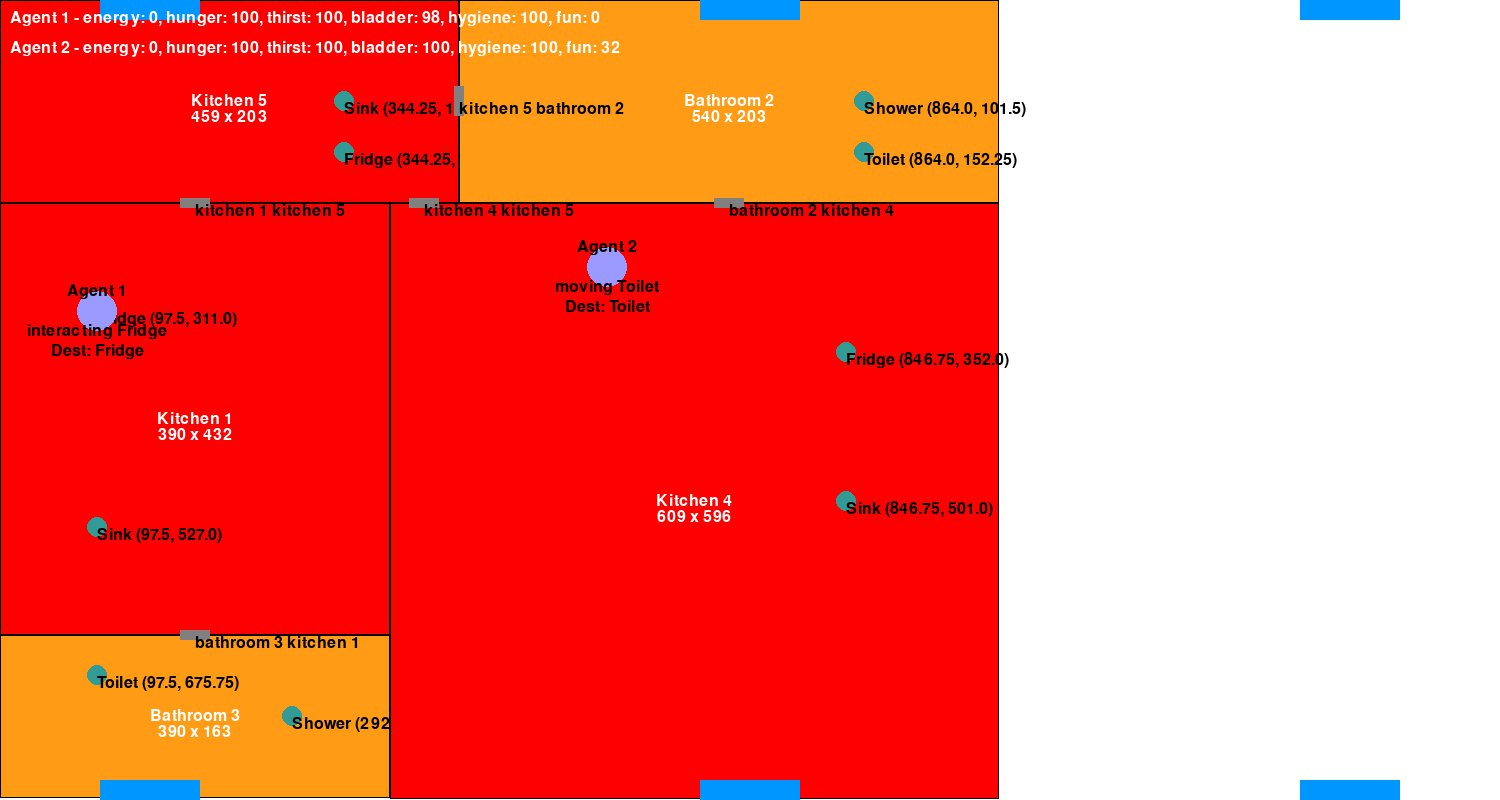 Agent 1 - energy: 0, hunger: 100, thirst: 100, bladder: 98, hygiene: 100, fun: 0
Agent 2 - energy: 0, hunger: 100, thirst: 100, bladder: 100, hygiene: 100, fun: 32
Kitchen 5
459 x 203
Sink (344.25, 1
kitchen 5 bathroom 2
Bathroom 2
540 x 203
Shower (864.0, 101.5)
Fridge (344.25,
Toilet (864.0, 152.25)
kitchen 1 kitchen 5
kitchen 4 kitchen 5
bathroom 2 kitchen 4
Agent 2
moving Toilet
Dest: Toilet
Agent 1
dge (97.5, 311.0)
interacting Fridge
Dest: Fridge
Fridge (846.75, 352.0)
Kitchen 1
390 x 432
Kitchen 4
609 x 596
Sink (846.75, 501.0)
Sink (97.5, 527.0)
bathroom 3 kitchen 1
Toilet (97.5, 675.75)
Bathroom 3
390 x 163
Shower (292